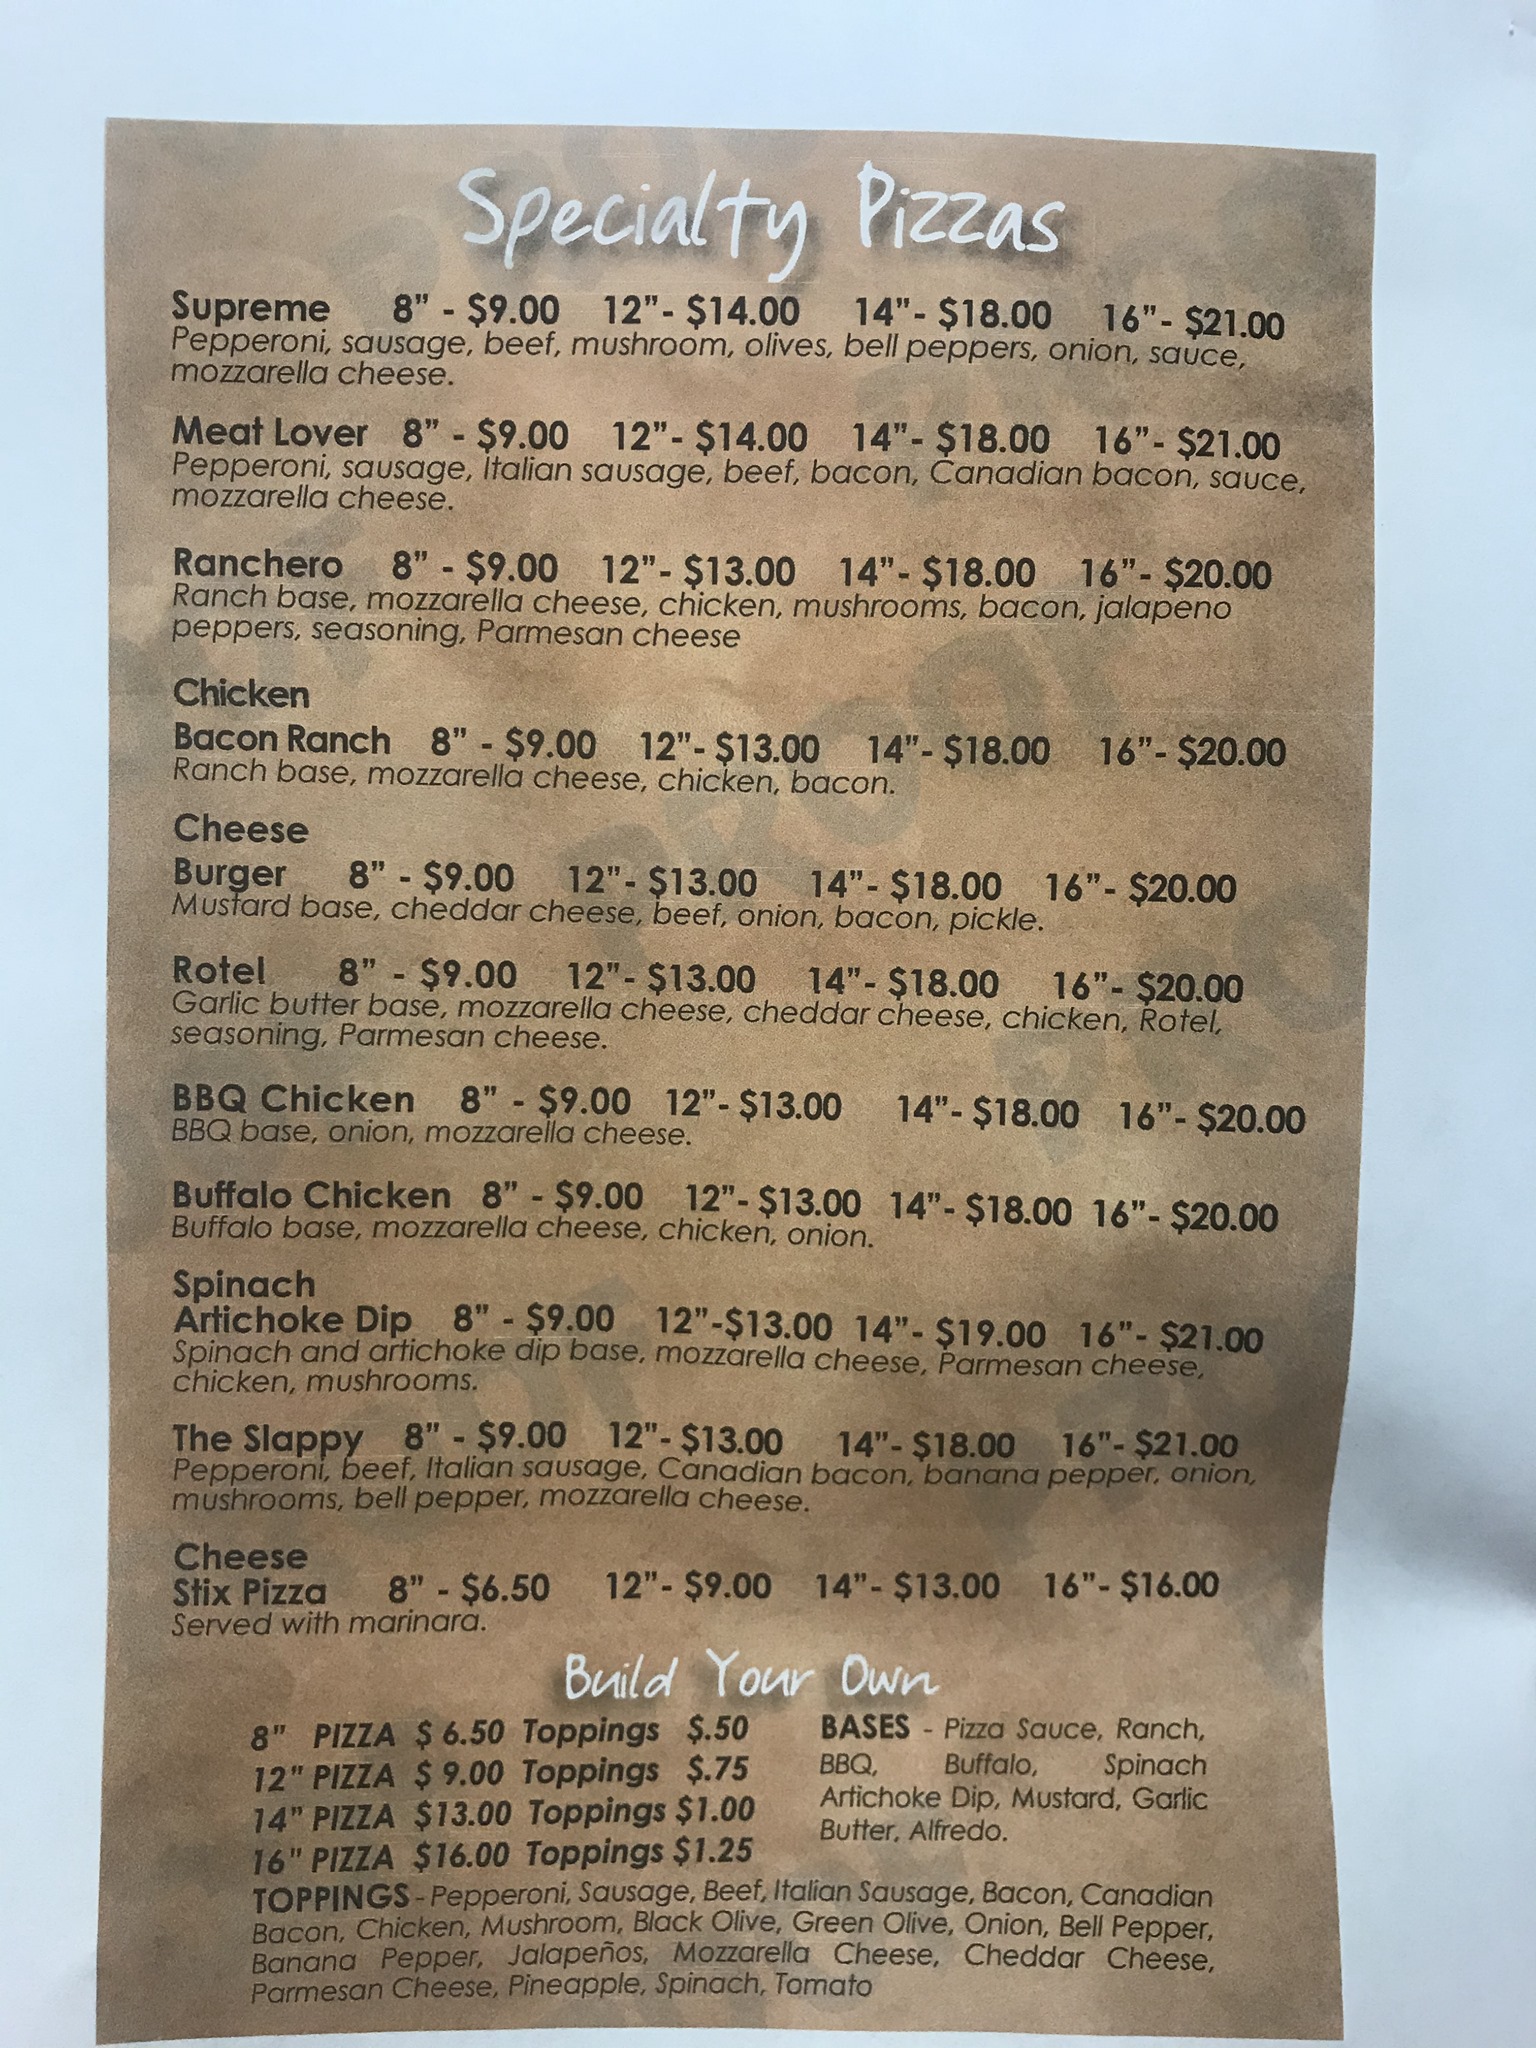 Specialty Pizzas
Supreme 8" - $9.00 12"- $14.00 14"- $18.00 16"- $21.00
Pepperoni, sausage, beef, mushroom, olives, bell peppers, onion, sauce,
mozzarella cheese.
Meat Lover 8" - $9.00 12"- $14.00 14"- $18.00 16"- $21.00
Pepperoni, sausage, Italian sausage, beef, bacon, Canadian bacon, sauce,
mozzarella cheese.
Ranchero 8" - $9.00 12"- $13.00 14"- $18.00 16"- $20.00
Ranch base, mozzarella cheese, chicken, mushrooms, bacon, jalapeno
peppers, seasoning, Parmesan cheese
Chicken
Bacon Ranch 8" - $9.00 12"- $13.00 14"- $18.00 16"- $20.00
Ranch base, mozzarella cheese, chicken, bacon.
Cheese
Burger 8" - $9.00 12"- $13.00 14"- $18.00 16"- $20.00
Mustard base, cheddar cheese, beef, onion, bacon, pickle.
Rotel 8" - $9.00 12"- $13.00 14"- $18.00 16"- $20.00
Garlic butter base, mozzarella cheese, cheddar cheese, chicken, Rotel,
seasoning, Parmesan cheese.
BBQ Chicken 8" - $9.00 12"- $13.00 14"- $18.00 16"- $20.00
BBQ base, onion, mozzarella cheese.
Buffalo Chicken 8" - $9.00 12"- $13.00 14"- $18.00 16"- $20.00
Buffalo base, mozzarella cheese, chicken, onion.
Spinach
Artichoke Dip 8" - $9.00 12"-$13.00 14"- $19.00 16"- $21.00
Spinach and artichoke dip base, mozzarella cheese, Parmesan cheese,
chicken, mushrooms.
The Slappy 8" - $9.00 12"- $13.00 14"- $18.00 16"- $21.00
Pepperoni, beef, Italian sausage, Canadian bacon, banana pepper, onion,
mushrooms, bell pepper, mozzarella cheese.
Cheese
Stix Pizza 8" - $6.50 12"- $9.00 14"- $13.00 16"- $16.00
Served with marinara.
Build Your Own
8" PIZZA $ 6.50 Toppings $.50
12" PIZZA $ 9.00 Toppings $.75
14" PIZZA $13.00 Toppings $1.00
16" PIZZA $16.00 Toppings $1.25
BASES - Pizza Sauce, Ranch,
BBQ, Buffalo, Spinach
Artichoke Dip, Mustard, Garlic
Butter, Alfredo.
TOPPINGS - Pepperoni, Sausage, Beef, Italian Sausage, Bacon, Canadian
Bacon, Chicken, Mushroom, Black Olive, Green Olive, Onion, Bell Pepper,
Banana Pepper, Jalapeños, Mozzarella Cheese, Cheddar Cheese,
Parmesan Cheese, Pineapple, Spinach, Tomato